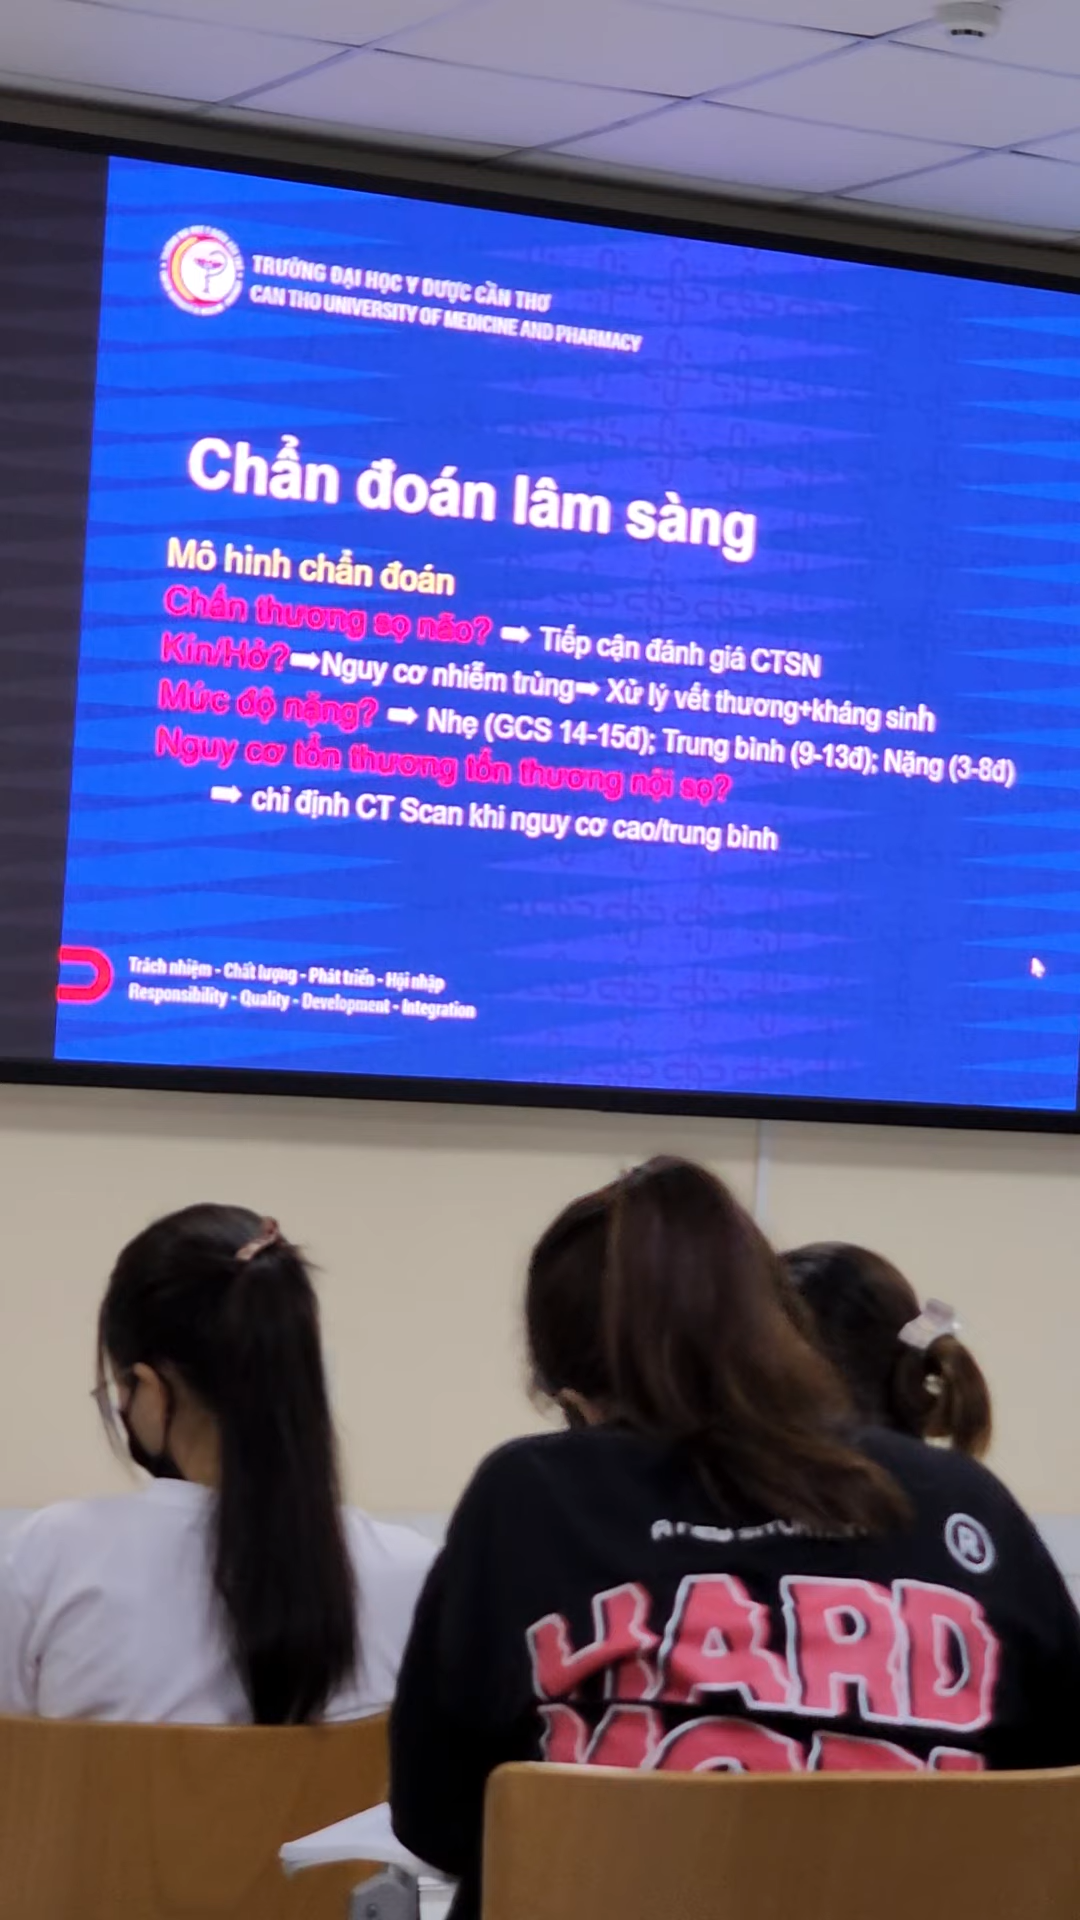 TRƯỜNG ĐẠI HỌC Y DƯỢC CẦN THƠ
CAN THO UNIVERSITY OF MEDICINE AND PHARMACY
Chẩn đoán lâm sàng
Mô hình chẩn đoán
Chấn thương sọ não? ➡ Tiếp cận đánh giá CTSN
Kín/Hở?➡Nguy cơ nhiễm trùng➡ Xử lý vết thương+kháng sinh
Mức độ nặng? ➡ Nhẹ (GCS 14-15đ); Trung bình (9-13đ); Nặng (3-8đ)
Nguy cơ tổn thương tổn thương nội sọ?
➡ chỉ định CT Scan khi nguy cơ cao/trung bình
Trách nhiệm - Chất lượng - Phát triển - Hội nhập
Responsibility - Quality - Development - Integration
A new
®
HARD